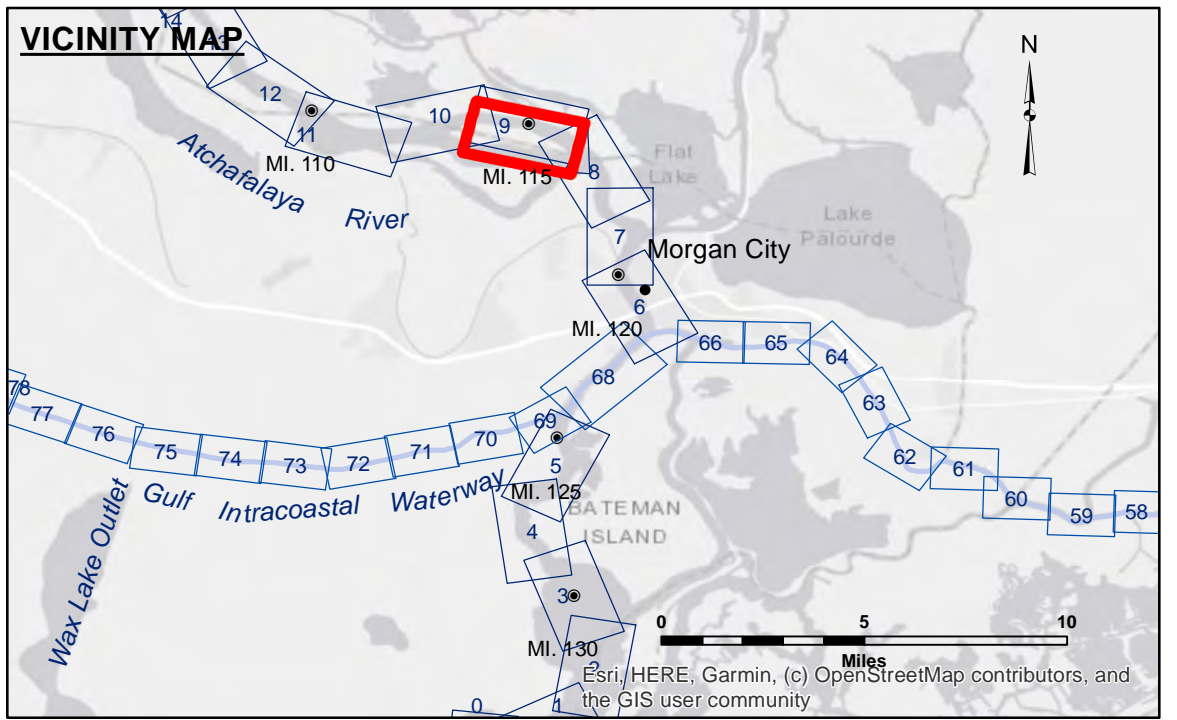 VICINITY MAP
14
13
N
12
10
9
11
MI. 110
MI. 115
8
Flat
Lake
Atchafalaya River
Lake
Palourde
7
Morgan City
6
MI. 120
66
65
64
68
63
78
77
76
75
74
73
72
71
70
69
5
62
61
60
59
58
Gulf Intracoastal Waterway
MI. 125
BATEMAN
ISLAND
4
Wax Lake Outlet
3
MI. 130
2
0
1
0 5 10
Miles
Esri, HERE, Garmin, (c) OpenStreetMap contributors, and
the GIS user community